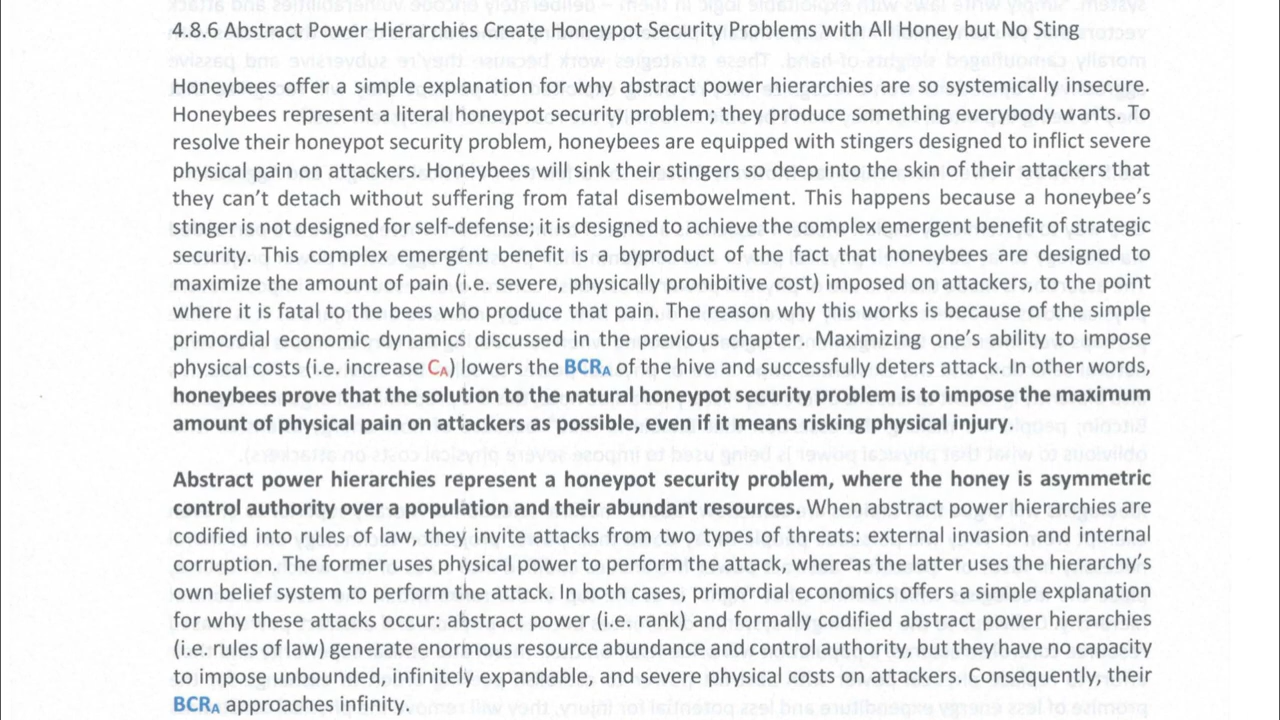 4.8.6 Abstract Power Hierarchies Create Honeypot Security Problems with All Honey but No Sting
Honeybees offer a simple explanation for why abstract power hierarchies are so systemically insecure.
Honeybees represent a literal honeypot security problem; they produce something everybody wants. To
resolve their honeypot security problem, honeybees are equipped with stingers designed to inflict severe
physical pain on attackers. Honeybees will sink their stingers so deep into the skin of their attackers that
they can't detach without suffering from fatal disembowelment. This happens because a honeybee's
stinger is not designed for self-defense; it is designed to achieve the complex emergent benefit of strategic
security. This complex emergent benefit is a byproduct of the fact that honeybees are designed to
maximize the amount of pain (i.e. severe, physically prohibitive cost) imposed on attackers, to the point
where it is fatal to the bees who produce that pain. The reason why this work is because of the simple
primordial economic dynamics discussed in the previous chapter. Maximizing one's ability to impose
physical costs (i.e. increase CA) lowers the BCRA of the hive and successfully deters attack. In other words,
honeybees prove that the solution to the natural honeypot security problem is to impose the maximum
amount of physical pain on attackers as possible, even if it means risking physical injury.
Abstract power hierarchies represent a honeypot security problem, where the honey is asymmetric
control authority over a population and their abundant resources. When abstract power hierarchies are
codified into rules of law, they invite attacks from two types of threats: external invasion and internal
corruption. The former uses physical power to perform the attack, whereas the latter uses the hierarchy's
own belief system to perform the attack. In both cases, primordial economics offers a simple explanation
for why these attacks occur: abstract power (i.e. rank) and formally codified abstract power hierarchies
(i.e. rules of law) generate enormous resource abundance and control authority, but they have no capacity
to impose unbounded, infinitely expandable, and severe physical costs on attackers. Consequently, their
BCRA approaches infinity.